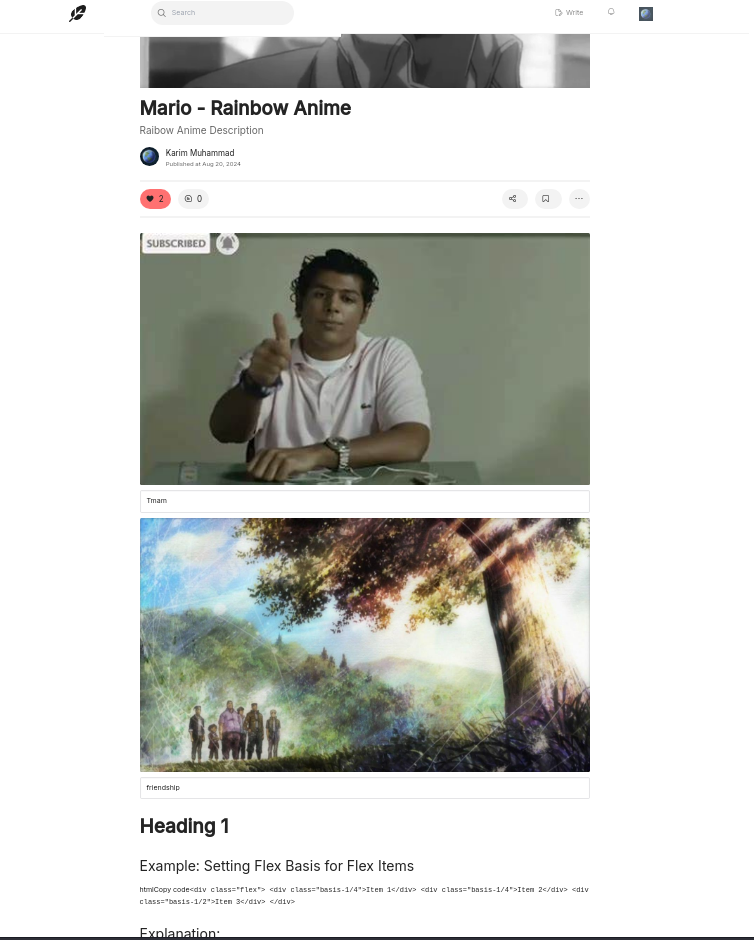 Search
Write
Mario - Rainbow Anime
Raibow Anime Description
Karim Muhammad
Published at Aug 20, 2024
2
0
SUBSCRIBED
Tmam
friendship
Heading 1
Example: Setting Flex Basis for Flex Items
htmlCopy code<div class="flex"> <div class="basis-1/4">Item 1</div> <div class="basis-1/4">Item 2</div> <div
class="basis-1/2">Item 3</div> </div>
Explanation: